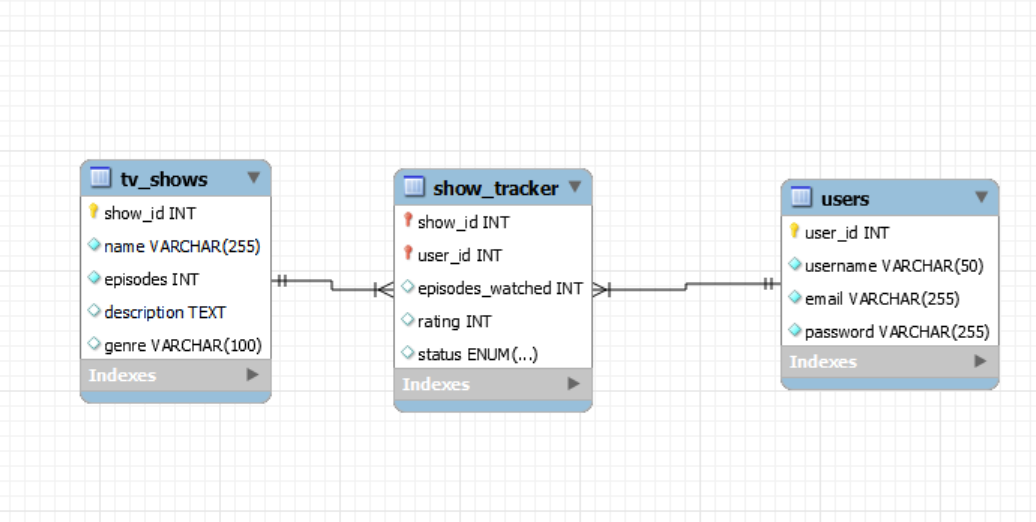 tv_shows
show_id INT
name VARCHAR(255)
episodes INT
description TEXT
genre VARCHAR(100)
Indexes
show_tracker
show_id INT
user_id INT
episodes_watched INT
rating INT
status ENUM(...)
Indexes
users
user_id INT
username VARCHAR(50)
email VARCHAR(255)
password VARCHAR(255)
Indexes